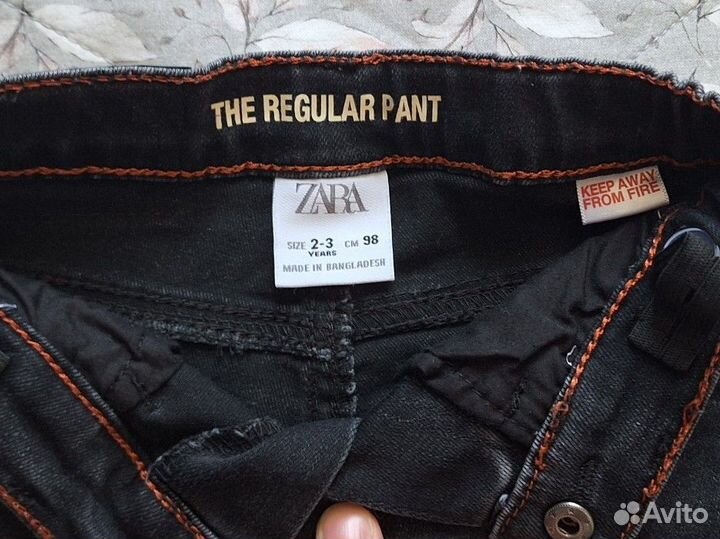 THE REGULAR PANT
ZARA
SIZE 2-3 CM 98
YEARS
MADE IN BANGLADESH
KEEP AWAY
FROM FIRE
Avito